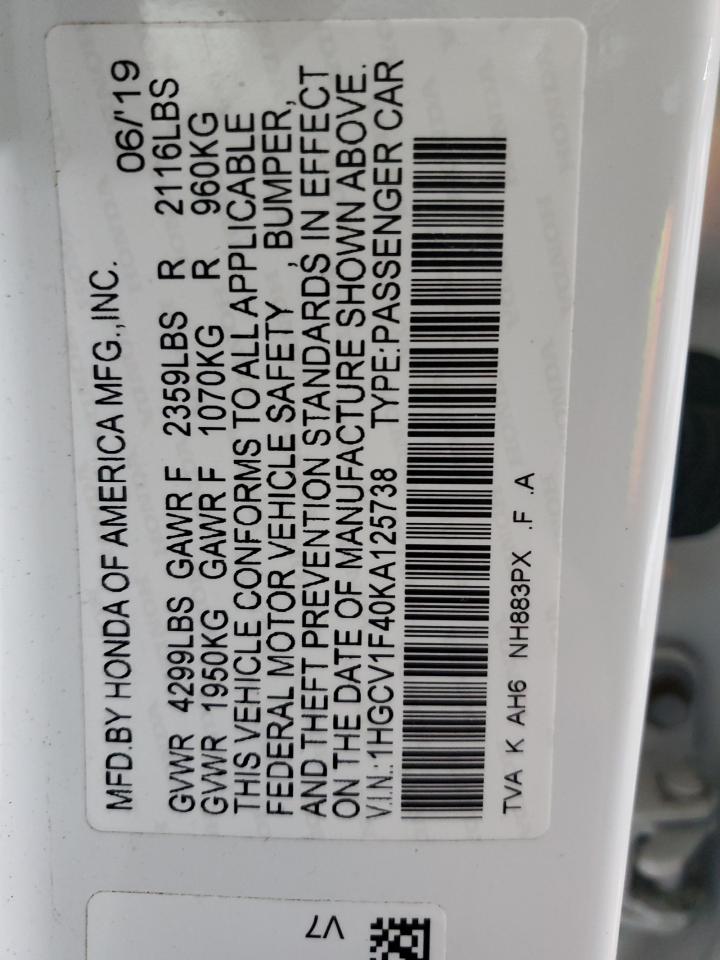 MFD.BY HONDA OF AMERICA MFG.,INC. 06/'19
GVWR 4299LBS GAWR F 2359LBS R 2116LBS
GVWR 1950KG GAWR F 1070KG R 960KG
THIS VEHICLE CONFORMS TO ALL APPLICABLE
FEDERAL MOTOR VEHICLE SAFETY , BUMPER,
AND THEFT PREVENTION STANDARDS IN EFFECT
ON THE DATE OF MANUFACTURE SHOWN ABOVE.
V.I.N.:1HGCV1F40KA125738 TYPE:PASSENGER CAR
TVA K AH6 NH883PX .F .A
V7